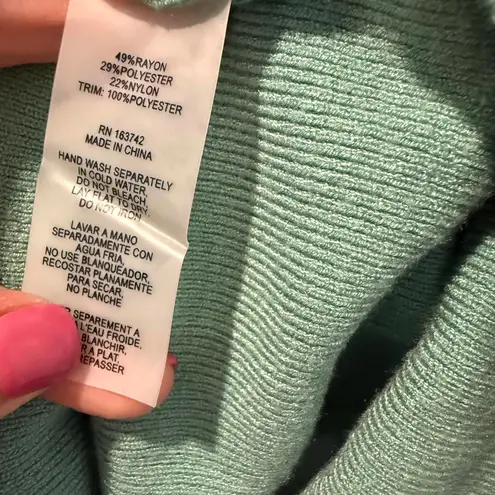 49%RAYON
29%POLYESTER
22%NYLON
TRIM: 100%POLYESTER
RN 163742
MADE IN CHINA
HAND WASH SEPARATELY
IN COLD WATER.
DO NOT BLEACH.
LAY FLAT TO DRY.
DO NOT IRON
LAVAR A MANO
SEPARADAMENTE CON
AGUA FRIA.
NO USE BLANQUEADOR.
RECOSTAR PLANAMENTE
PARA SECAR.
NO PLANCHE
SEPAREMENT A
L'EAU FROIDE.
BLANCHIR.
A PLAT.
REPASSER